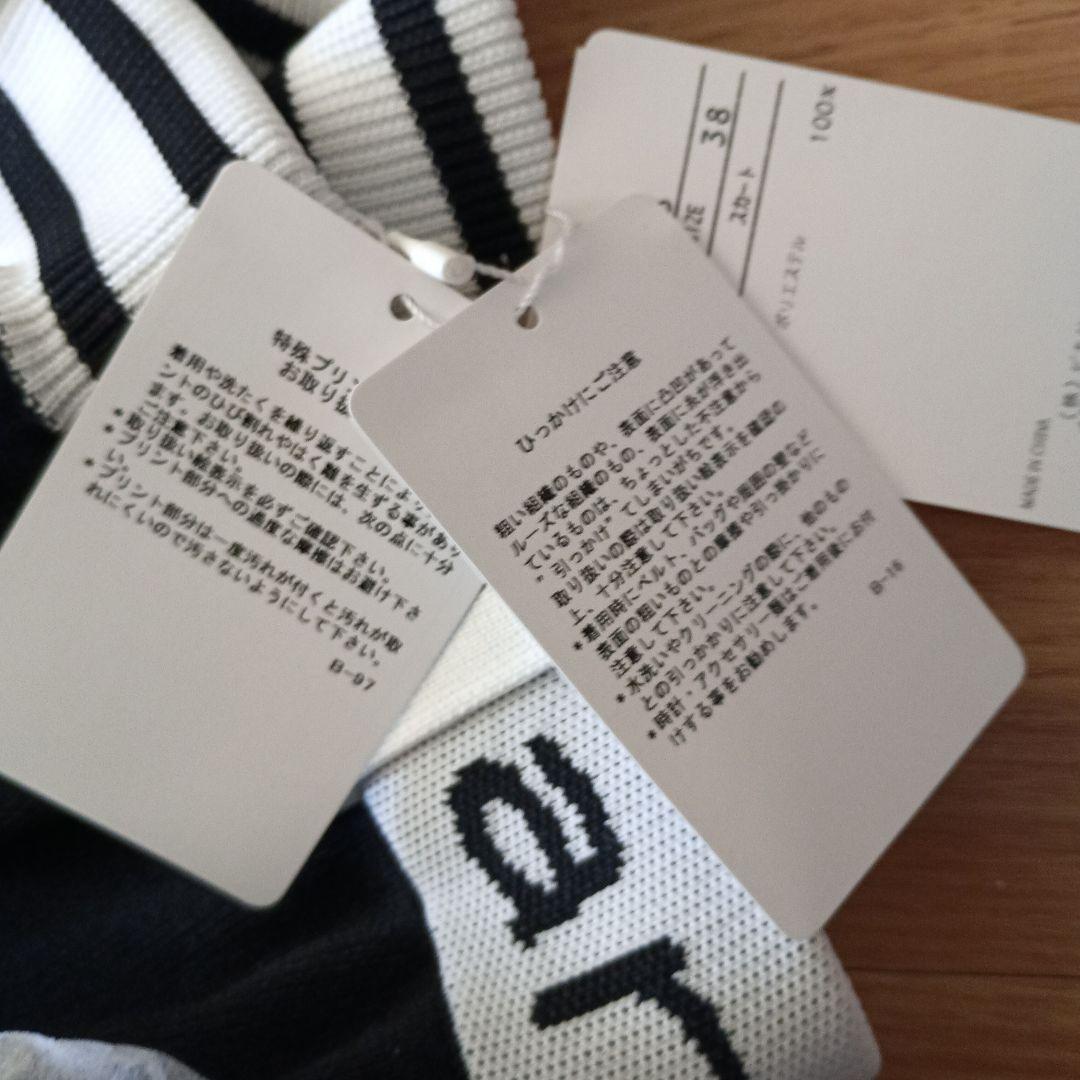 特殊プリン
お取り扱
着用や洗たくを繰り返すことによっ
ントのひび割れやはく離を生ずる事があり
ます。お取り扱いの際には、次の点に十分
ご注意下さい。
*取り扱い絵表示を必ずご確認下さい。
*プリント部分への過度な摩擦はお避け下さ
い。
*プリント部分は一度汚れが付くと汚れが取
れにくいので汚さないようにして下さい。
B-97
ひっかけにご注意
粗い組織のものや、表面に凸凹があって
ルーズな組織のもの、表面に糸が浮き出
ているものは、ちょっとした不注意から
"引っかけ"てしまいがちです。
取り扱いの際は取り扱い絵表示を確認の
上、十分注意して下さい。
*着用時にベルト、バッグや周囲の壁など
表面の粗いものとの摩擦や引っ掛かりに
注意して下さい。
*水洗いやクリーニングの際に、他のもの
との引っかかりに注意して下さい。
*時計・アクセサリー類はご着用後にお付
けする事をお勧めします。
B-16
SIZE 38
スカート
ポリエステル 100%
MADE IN CHINA
ar